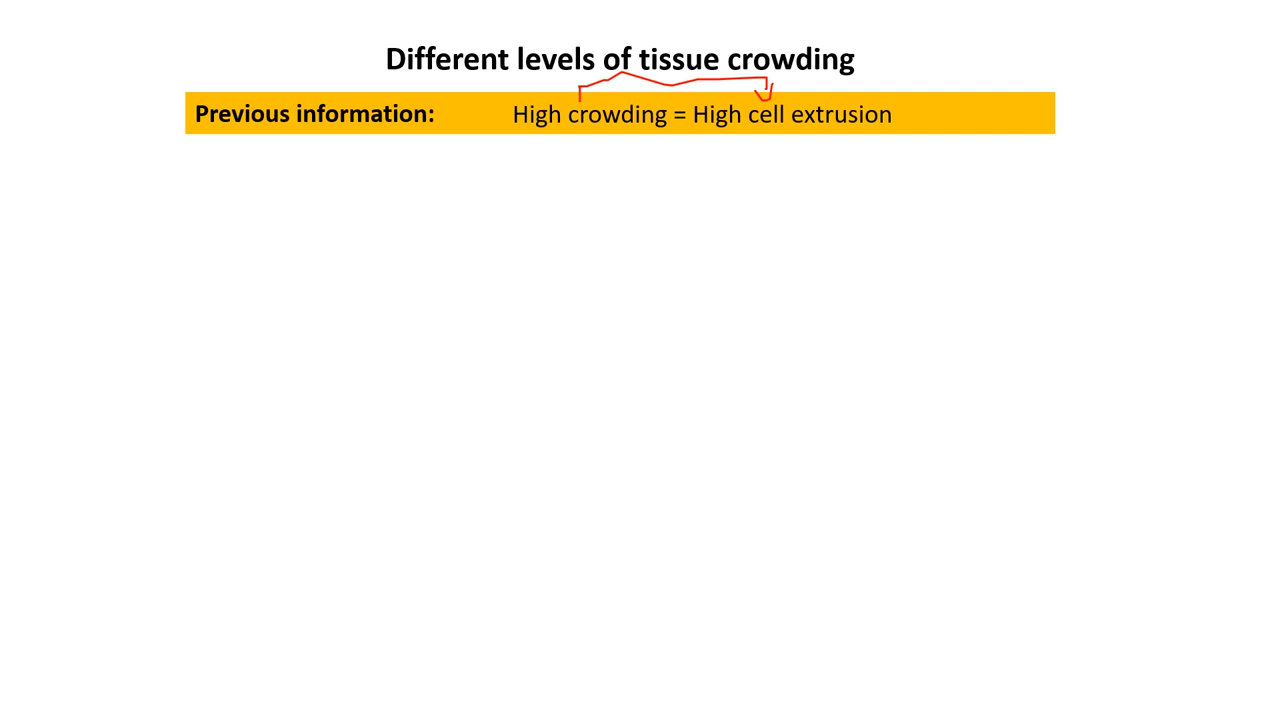 Different levels of tissue crowding
Previous information: High crowding = High cell extrusion